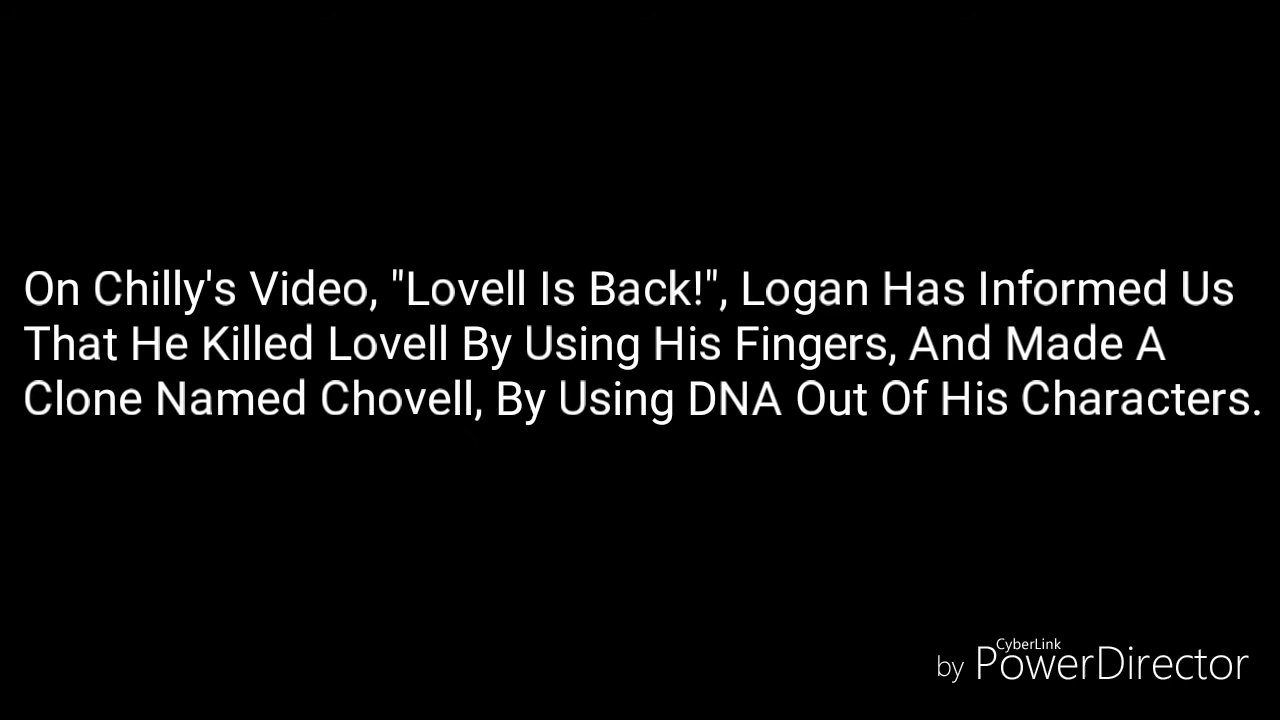 On Chilly's Video, "Lovell Is Back!", Logan Has Informed Us
That He Killed Lovell By Using His Fingers, And Made A
Clone Named Chovell, By Using DNA Out Of His Characters.
CyberLink
by PowerDirector